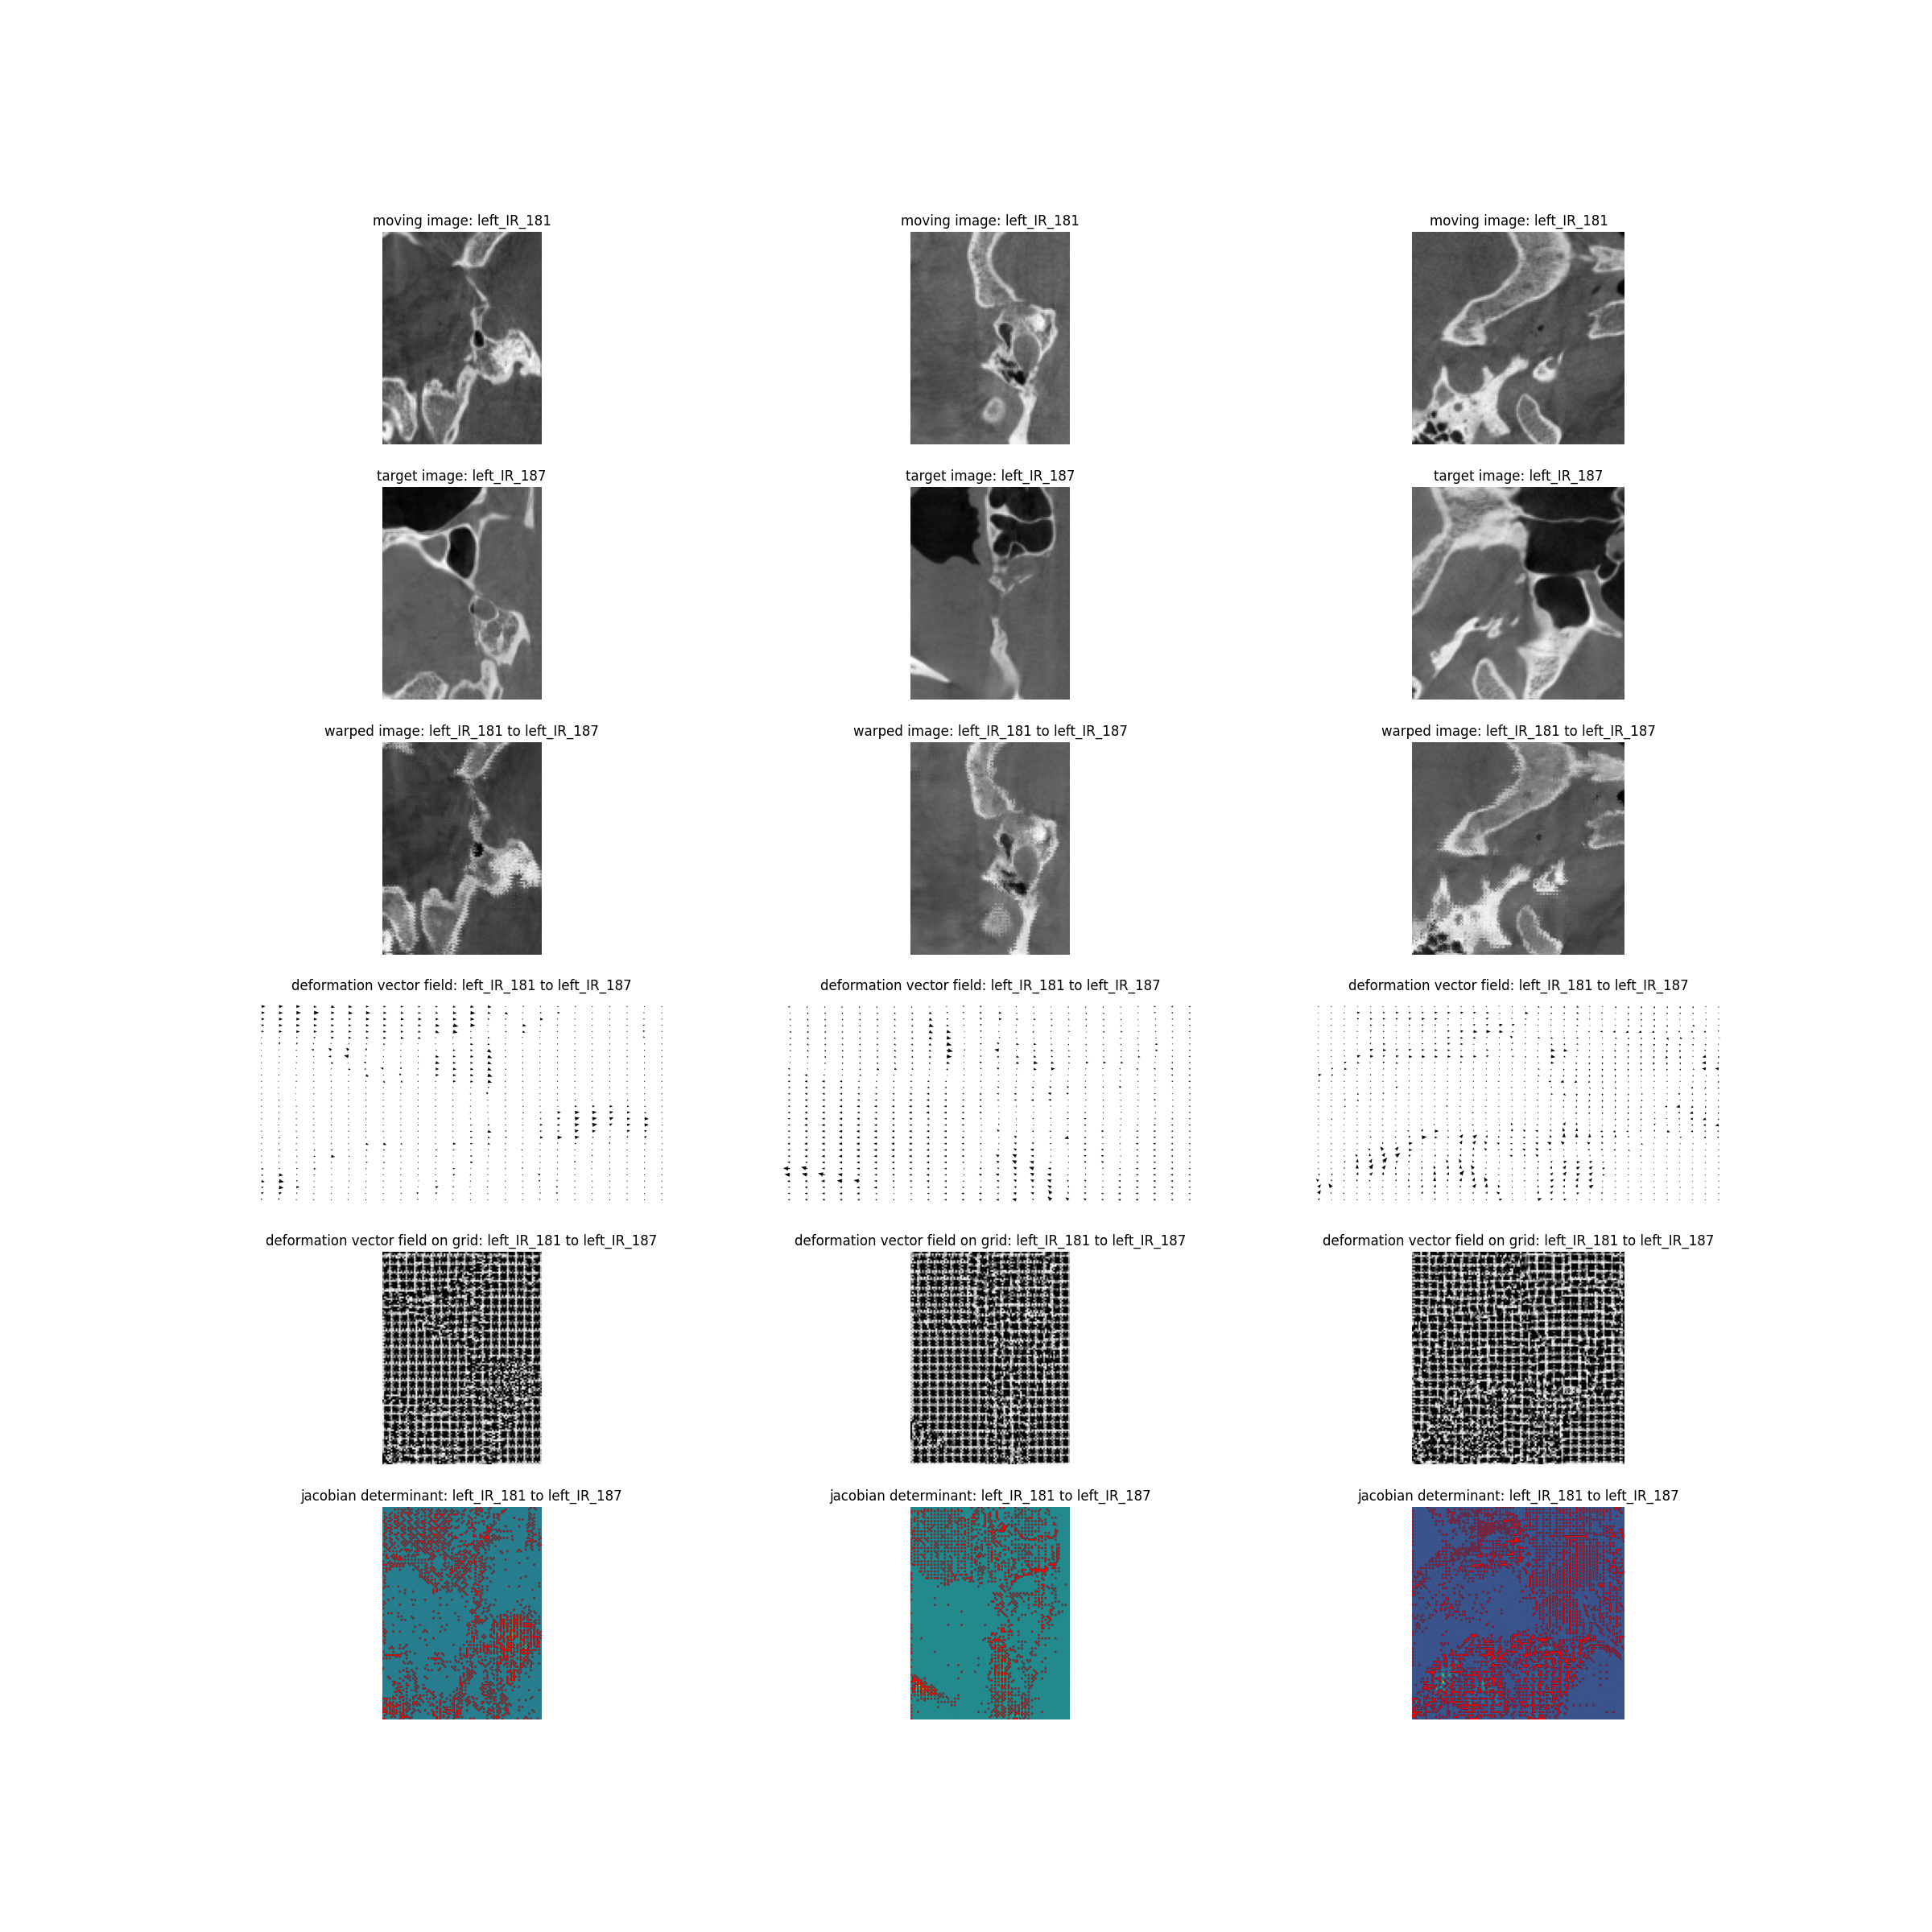 moving image: left_IR_181
moving image: left_IR_181
moving image: left_IR_181
target image: left_IR_187
target image: left_IR_187
target image: left_IR_187
warped image: left_IR_181 to left_IR_187
warped image: left_IR_181 to left_IR_187
warped image: left_IR_181 to left_IR_187
deformation vector field: left_IR_181 to left_IR_187
deformation vector field: left_IR_181 to left_IR_187
deformation vector field: left_IR_181 to left_IR_187
deformation vector field on grid: left_IR_181 to left_IR_187
deformation vector field on grid: left_IR_181 to left_IR_187
deformation vector field on grid: left_IR_181 to left_IR_187
jacobian determinant: left_IR_181 to left_IR_187
jacobian determinant: left_IR_181 to left_IR_187
jacobian determinant: left_IR_181 to left_IR_187